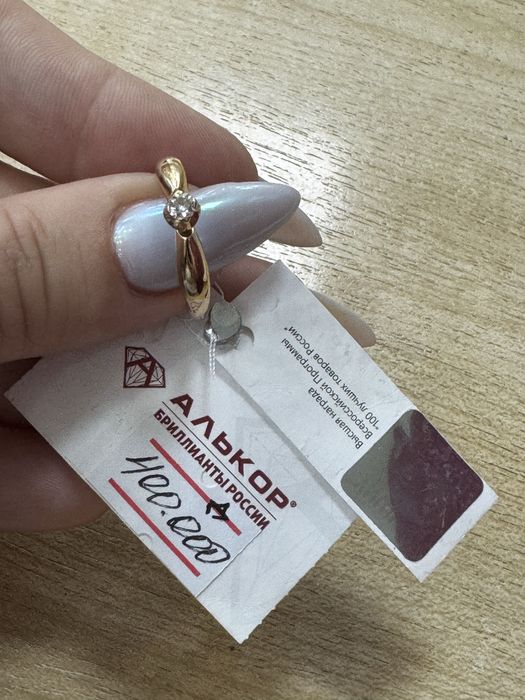 А
АЛЬКОР®
БРИЛЛИАНТЫ РОССИИ
А
400.000
Высшая награда
Всероссийской Программы
"100 лучших товаров России"